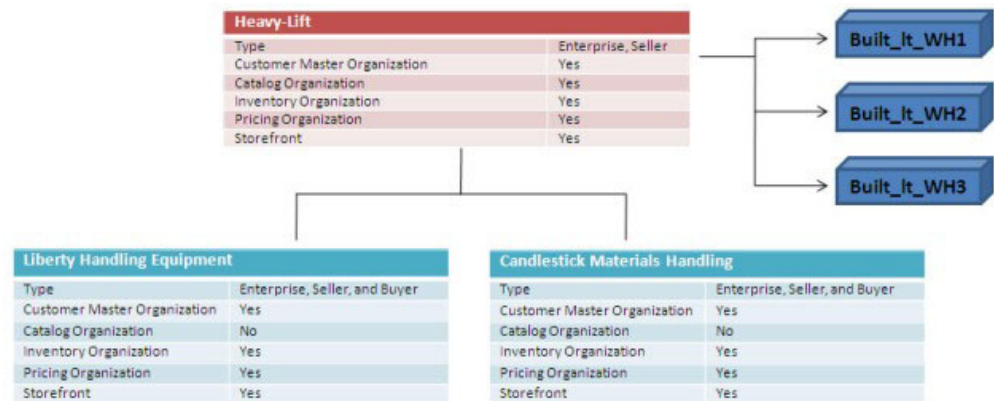 Heavy-Lift
Type Enterprise, Seller
Customer Master Organization Yes
Catalog Organization Yes
Inventory Organization Yes
Pricing Organization Yes
Storefront Yes
Built_It_WH1
Built_It_WH2
Built_It_WH3
Liberty Handling Equipment
Type Enterprise, Seller, and Buyer
Customer Master Organization Yes
Catalog Organization No
Inventory Organization Yes
Pricing Organization Yes
Storefront Yes
Candlestick Materials Handling
Type Enterprise, Seller, and Buyer
Customer Master Organization Yes
Catalog Organization No
Inventory Organization Yes
Pricing Organization Yes
Storefront Yes